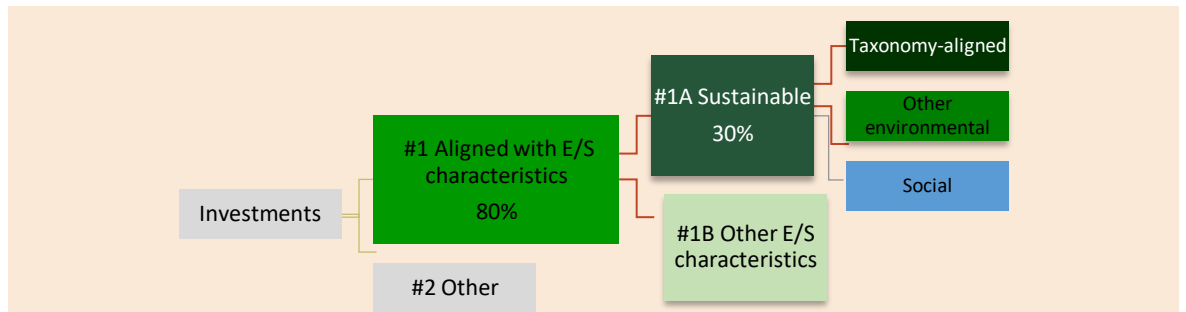 Investments
#1 Aligned with E/S
characteristics
80%
#2 Other
#1A Sustainable
30%
#1B Other E/S
characteristics
Taxonomy-aligned
Other
environmental
Social